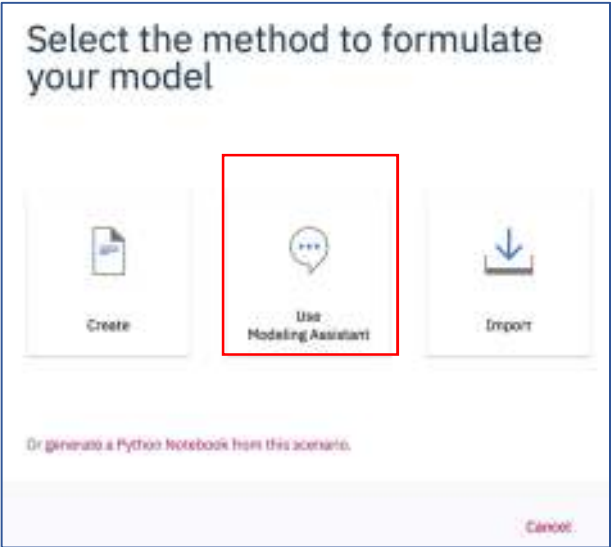 Select the method to formulate
your model
Create
Use
Modeling Assistant
Import
Or generate a Python Notebook from this scenario.
Cancel